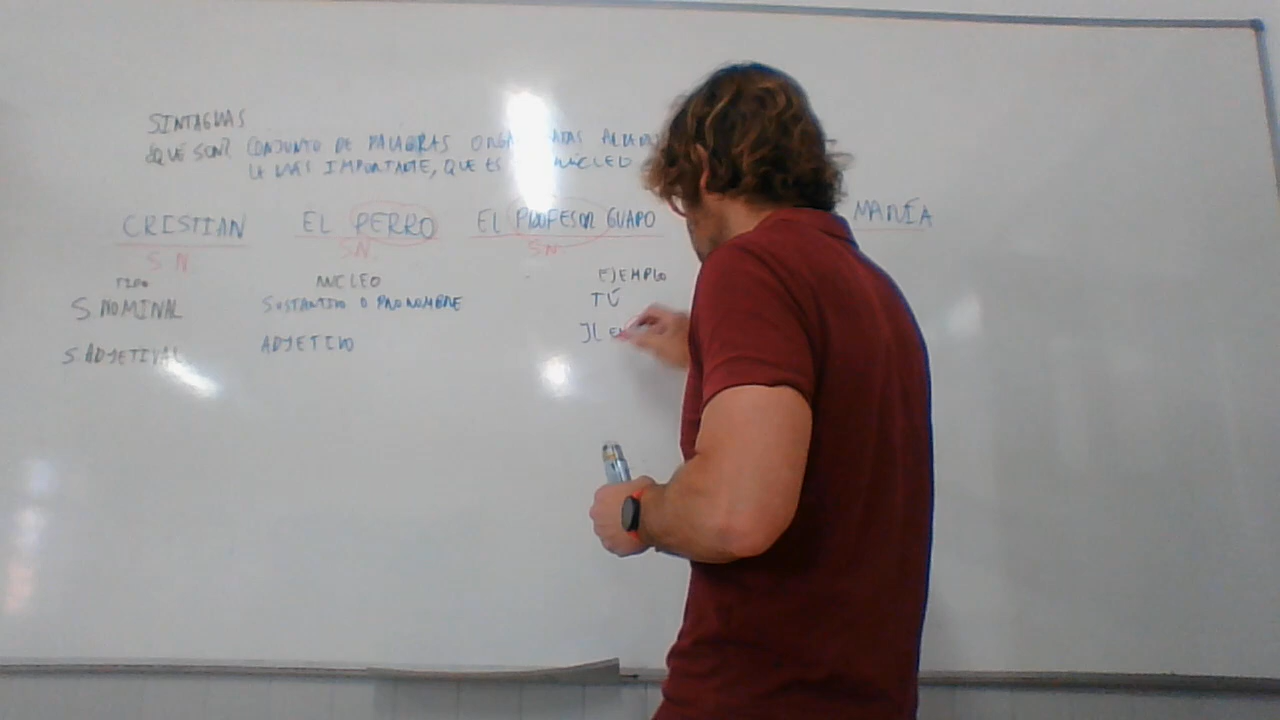 SINTAGMAS
¿QUÉ SON? CONJUNTO DE PALABRAS
LA MÁS IMPORTANTE, QUE ES NÚCLEO
CRISTIAN EL PERRO EL PROFESOR GUAPO MARÍA
S.N. S.N. S.N.
TIPO NÚCLEO EJEMPLO
S. NOMINAL SUSTANTIVO O PRONOMBRE TÚ
S. ADJETIVAL ADJETIVO